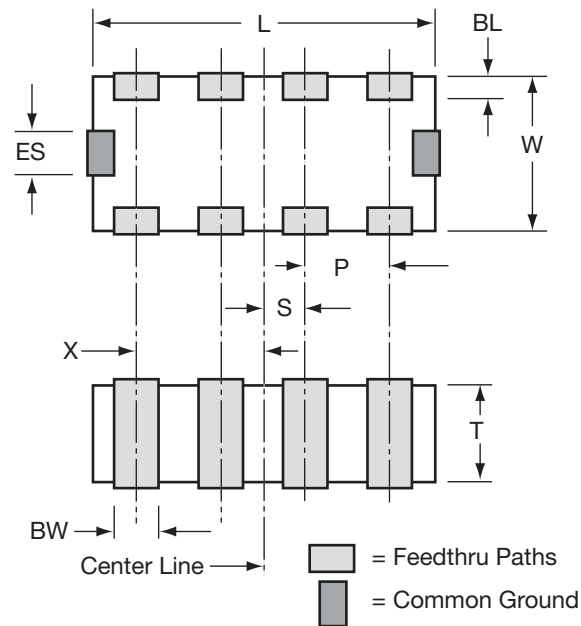 L
BL
ES
W
P
S
X
T
BW
Center Line
= Feedthru Paths
= Common Ground